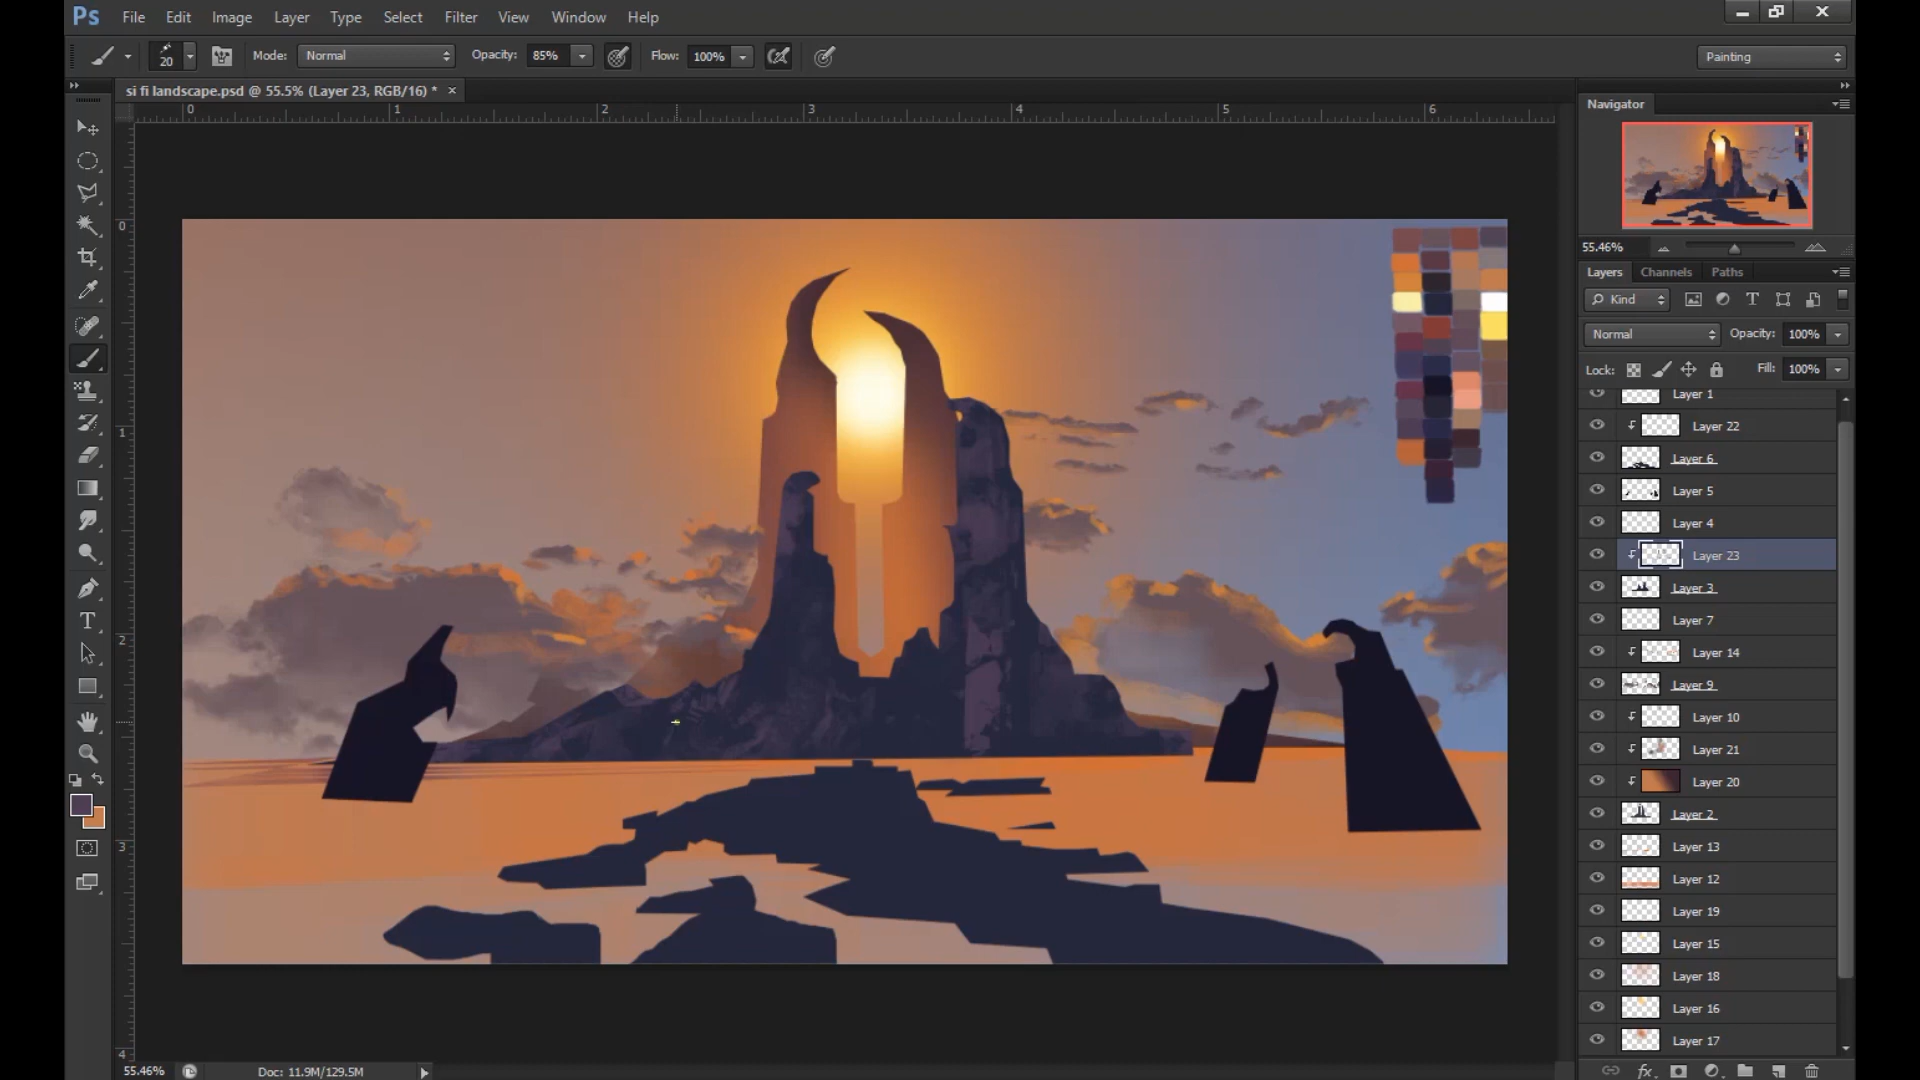 Ps File Edit Image Layer Type Select Filter View Window Help
20 Mode: Normal Opacity: 85% Flow: 100% Painting
si fi landscape.psd @ 55.5% (Layer 23, RGB/16) * ×
0 1 2 3 4 5 6
0
1
2
3
4
Navigator
55.46%
Layers Channels Paths
Kind
Normal Opacity: 100%
Lock: Fill: 100%
Layer 1
Layer 22
Layer 6
Layer 5
Layer 4
Layer 23
Layer 3
Layer 7
Layer 14
Layer 9
Layer 10
Layer 21
Layer 20
Layer 2
Layer 13
Layer 12
Layer 19
Layer 15
Layer 18
Layer 16
Layer 17
55.46% Doc: 11.9M/129.5M